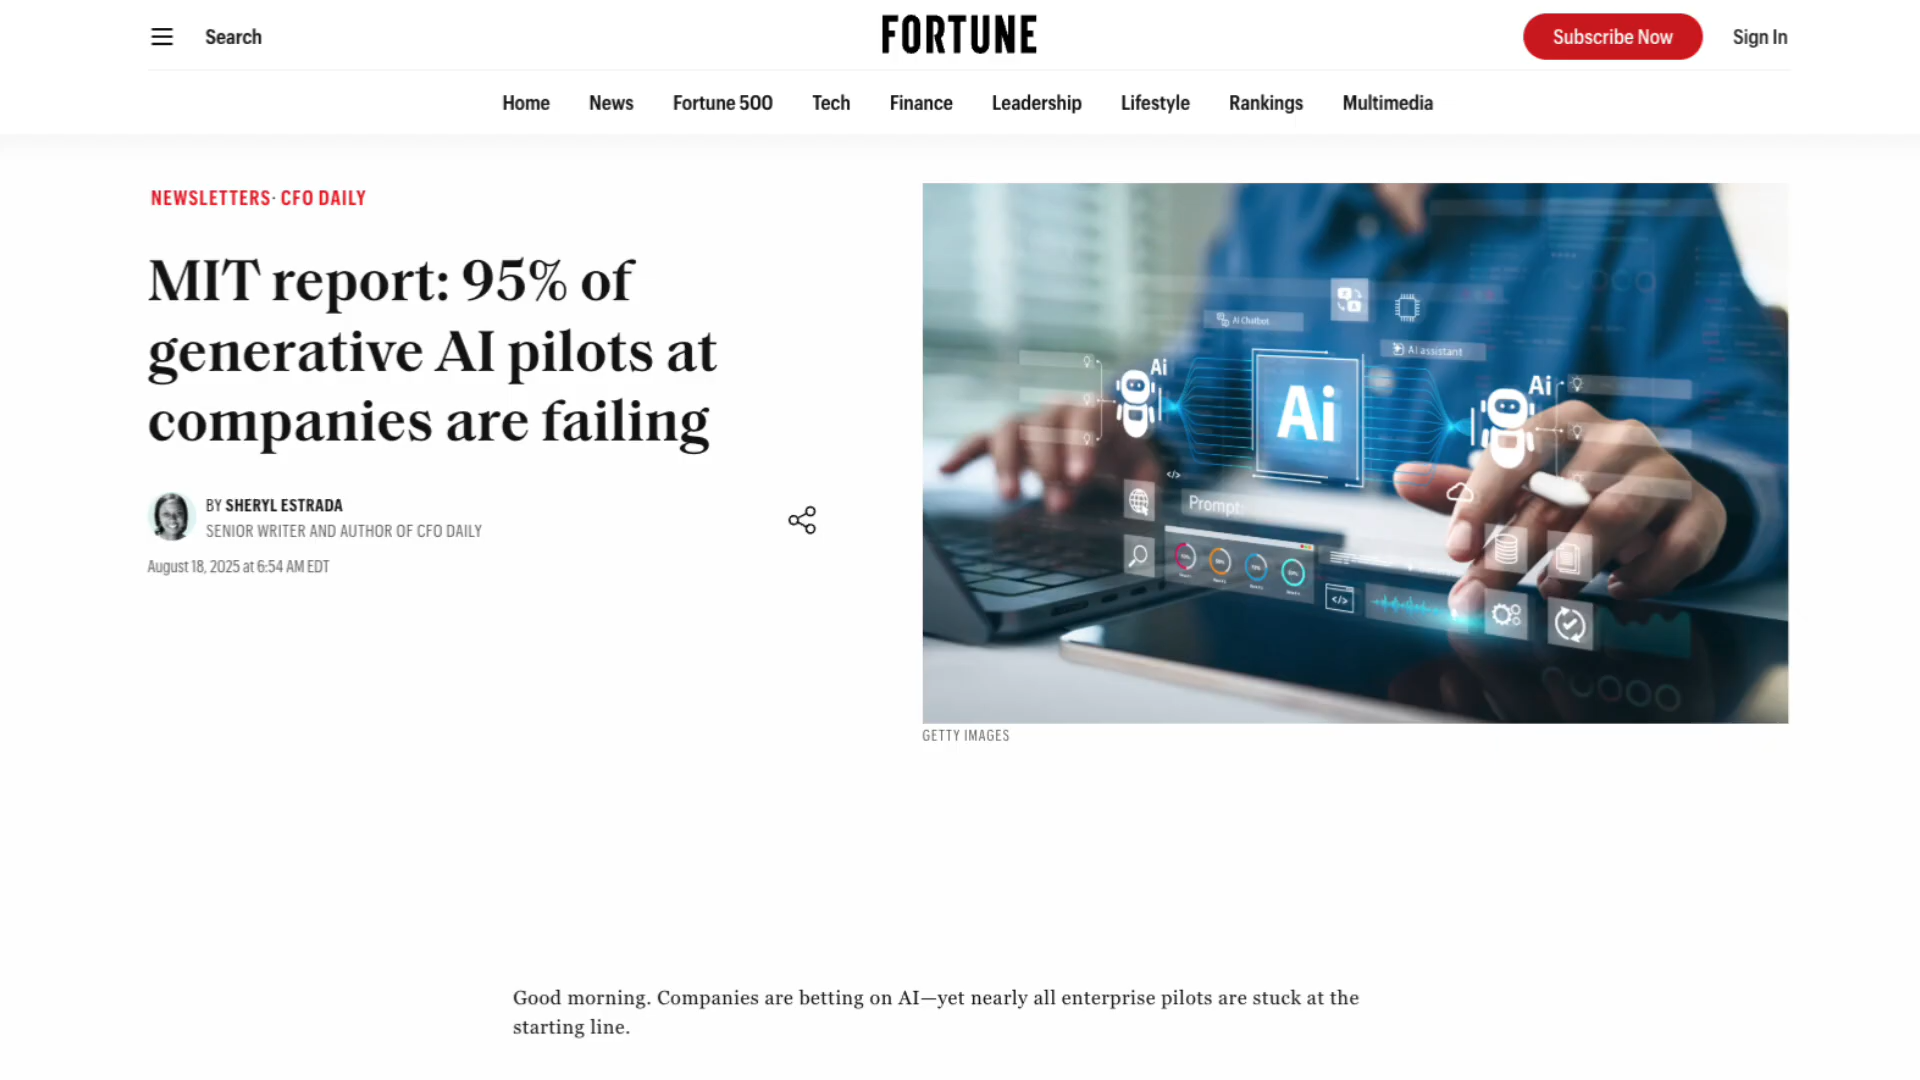 Search
FORTUNE
Subscribe Now
Sign In
Home
News
Fortune 500
Tech
Finance
Leadership
Lifestyle
Rankings
Multimedia
NEWSLETTERS · CFO DAILY
MIT report: 95% of
generative AI pilots at
companies are failing
BY SHERYL ESTRADA
SENIOR WRITER AND AUTHOR OF CFO DAILY
August 18, 2025 at 6:54 AM EDT
AI Chatbot
AI assistant
Ai
Ai
Ai
</>
Prompt:
</>
GETTY IMAGES
Good morning. Companies are betting on AI—yet nearly all enterprise pilots are stuck at the
starting line.